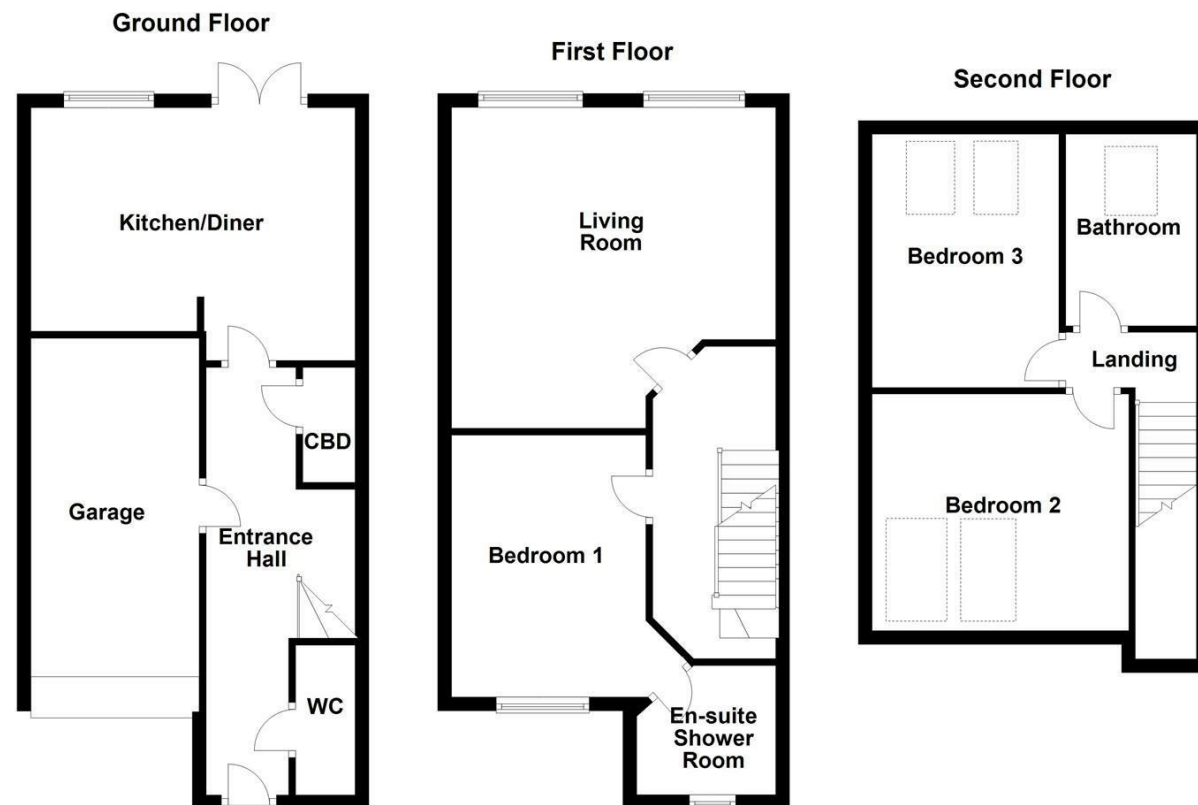 Ground Floor
Kitchen/Diner
CBD
Garage
Entrance
Hall
WC
First Floor
Living
Room
Bedroom 1
En-suite
Shower
Room
Second Floor
Bathroom
Bedroom 3
Landing
Bedroom 2